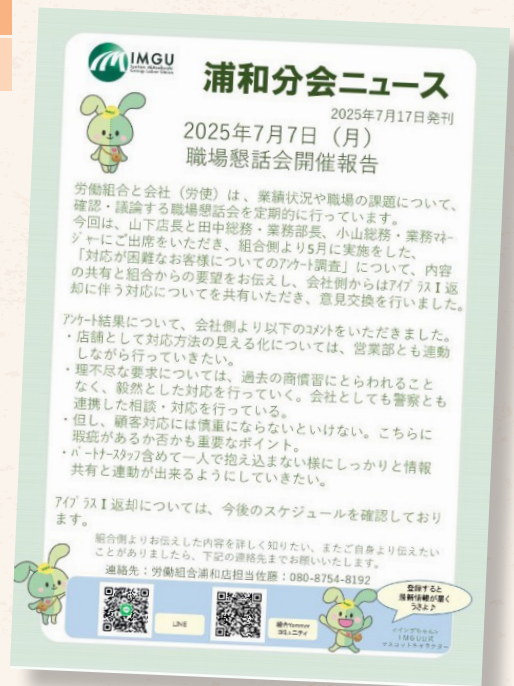 IMGU
浦和分会ニュース
2025年7月17日発刊
2025年7月7日（月）
職場懇話会開催報告
労働組合と会社（労使）は、業績状況や職場の課題について、
確認・議論する職場懇話会を定期的に行っています。
今回は、山下店長と田中総務・業務部長、小山総務・業務ﾏﾈｰ
ｼﾞｬｰにご出席をいただき、組合側より5月に実施をした、
「対応が困難なお客様についてのｱﾝｹｰﾄ調査」について、内容
の共有と組合からの要望をお伝えし、会社側からはｱｲﾌﾟﾗｽⅠ返
却に伴う対応についてを共有いただき、意見交換を行いました。
ｱﾝｹｰﾄ結果について、会社側より以下のｺﾒﾝﾄをいただきました。
・店舗として対応方法の見える化については、営業部とも連動
しながら行っていきたい。
・理不尽な要求については、過去の商慣習にとらわれること
なく、毅然とした対応を行っていく。会社としても警察とも
連携した相談・対応を行っている。
・但し、顧客対応には慎重にならないといけない。こちらに
瑕疵があるか否かも重要なポイント。
・ﾊﾟｰﾄﾅｰｽﾀｯﾌ含めて一人で抱え込まない様にしっかりと情報
共有と連動が出来るようにしていきたい。
ｱｲﾌﾟﾗｽⅠ返却については、今後のスケジュールを確認しており
ます。
組合側よりお伝えした内容を詳しく知りたい、またご自身より伝えたい
ことがありましたら、下記の連絡先までお願いいたします。
連絡先：労働組合浦和店担当佐藤：080-8754-8192
登録すると
最新情報が届く
うさよ♪
LINE
コミュニティ
IMGU公式
マスコットキャラクター